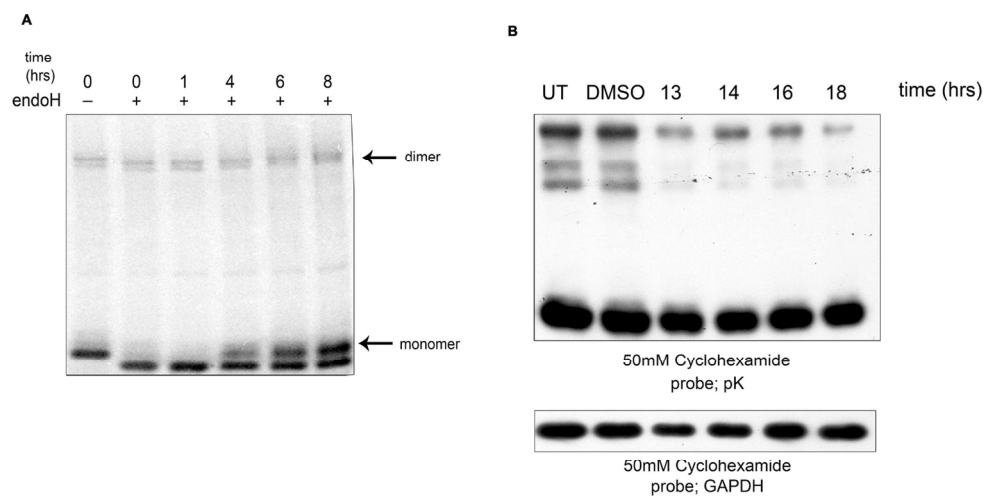 A
time
(hrs) 0 0 1 4 6 8
endoH – + + + + +
dimer
monomer
B
UT DMSO 13 14 16 18 time (hrs)
50mM Cyclohexamide
probe; pK
50mM Cyclohexamide
probe; GAPDH